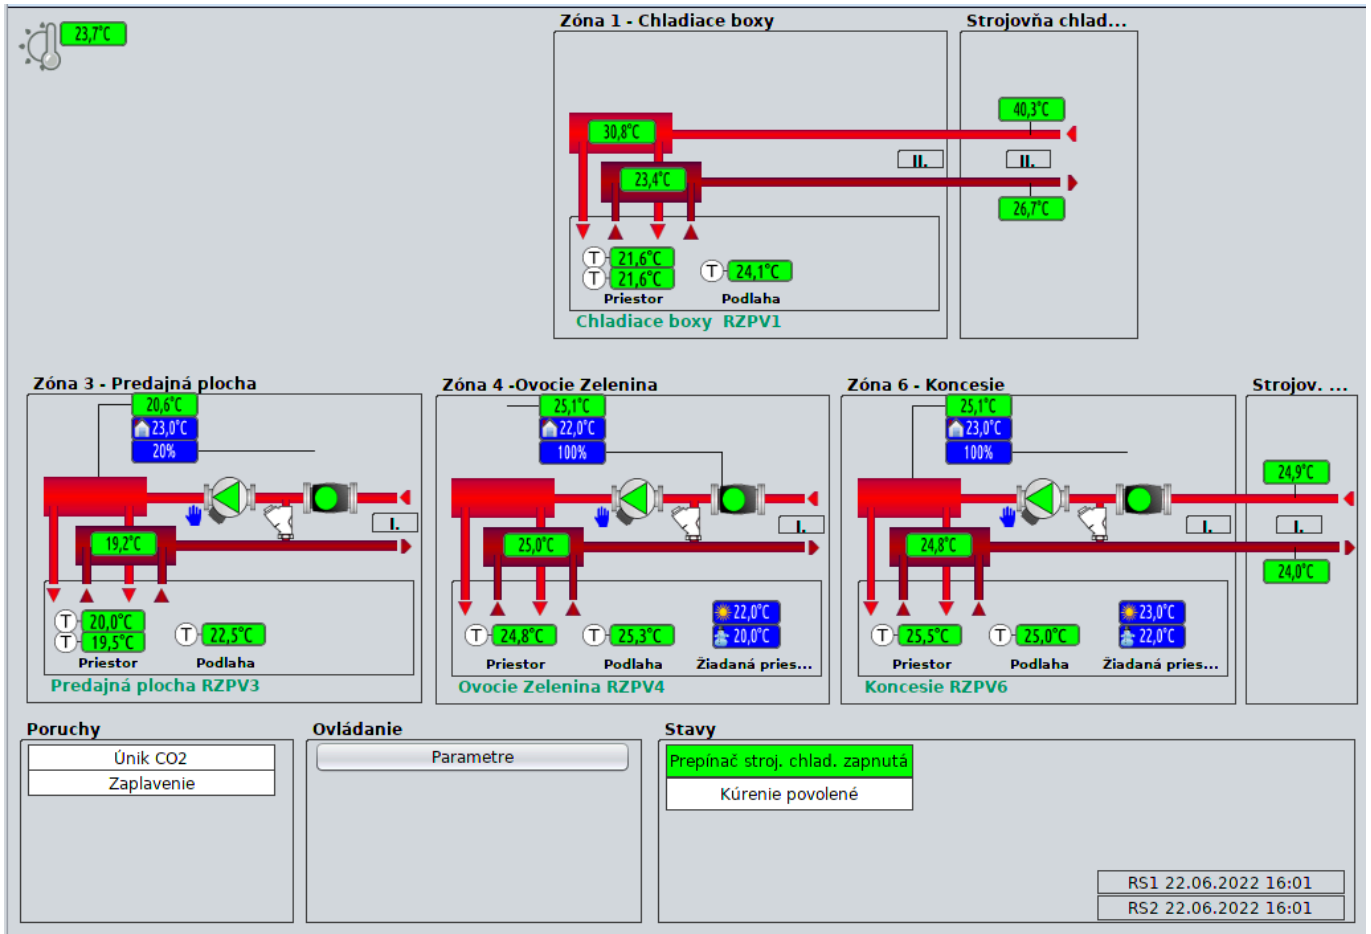 23,7°C
Zóna 1 - Chladiace boxy
Strojovňa chlad...
40,3°C
30,8°C
II.
II.
23,4°C
26,7°C
T 21,6°C
T 21,6°C
T 24,1°C
Priestor
Podlaha
Chladiace boxy RZPV1
Zóna 3 - Predajná plocha
20,6°C
23,0°C
20%
I.
19,2°C
T 20,0°C
T 19,5°C
T 22,5°C
Priestor
Podlaha
Predajná plocha RZPV3
Zóna 4 -Ovocie Zelenina
25,1°C
22,0°C
100%
I.
25,0°C
22,0°C
20,0°C
T 24,8°C
T 25,3°C
Priestor
Podlaha
Žiadaná pries...
Ovocie Zelenina RZPV4
Zóna 6 - Koncesie
25,1°C
23,0°C
100%
I.
24,8°C
23,0°C
22,0°C
T 25,5°C
T 25,0°C
Priestor
Podlaha
Žiadaná pries...
Koncesie RZPV6
Strojov. ...
24,9°C
I.
24,0°C
Poruchy
Únik CO2
Zaplavenie
Ovládanie
Parametre
Stavy
Prepínač stroj. chlad. zapnutá
Kúrenie povolené
RS1 22.06.2022 16:01
RS2 22.06.2022 16:01